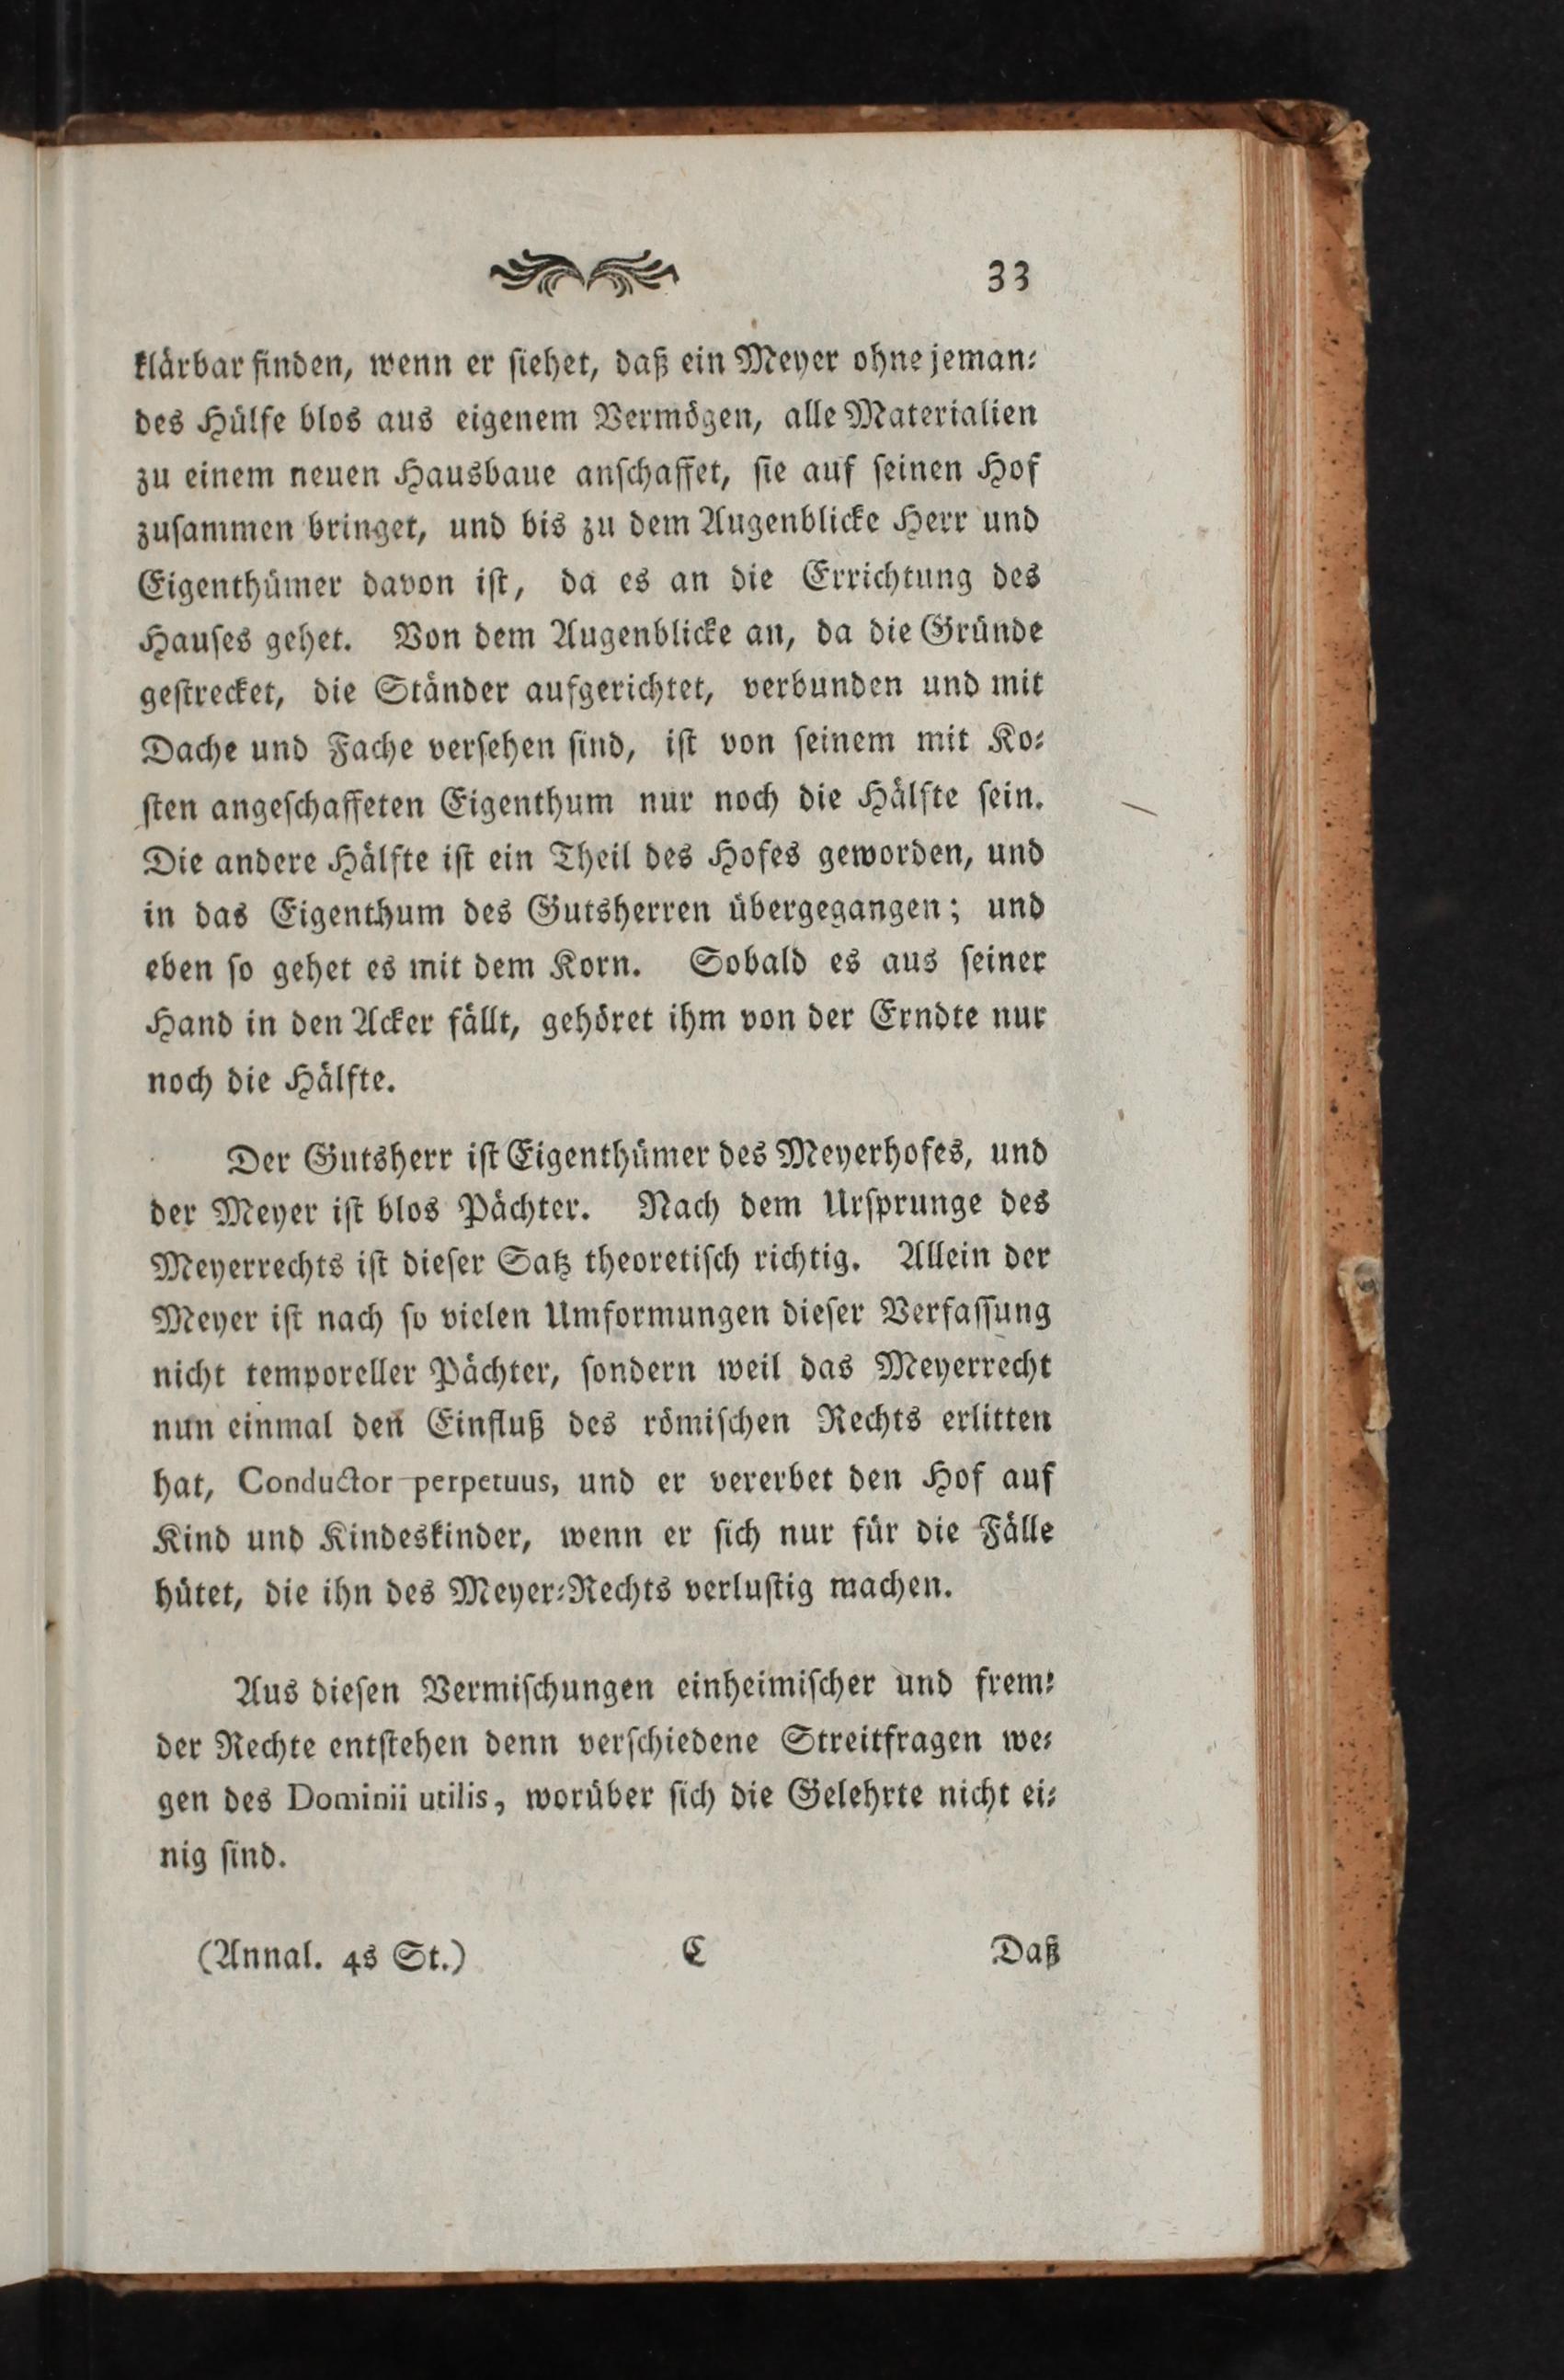 33
klärbar finden, wenn er siehet, daß ein Meyer ohne jeman⸗
des Hülfe blos aus eigenem Vermögen, alle Materialien
zu einem neuen Hausbaue anschaffet, sie auf seinen Hof
zusammen bringet, und bis zu dem Augenblicke Herr und
Eigenthümer davon ist, da es an die Errichtung des
Hauses gehet. Von dem Augenblicke an, da die Gründe
gestrecket, die Ständer aufgerichtet, verbunden und mit
Dache und Fache versehen sind, ist von seinem mit Ko⸗
sten angeschaffeten Eigenthum nur noch die Hälfte sein.
Die andere Hälfte ist ein Theil des Hofes geworden, und
in das Eigenthum des Gutsherren übergegangen; und
eben so gehet es mit dem Korn. Sobald es aus seiner
Hand in den Acker fällt, gehöret ihm von der Erndte nur
noch die Hälfte.
Der Gutsherr ist Eigenthümer des Meyerhofes, und
der Meyer ist blos Pächter. Nach dem Ursprunge des
Meyerrechts ist dieser Satz theoretisch richtig. Allein der
Meyer ist nach so vielen Umformungen dieser Verfassung
nicht temporeller Pächter, sondern weil das Meyerrecht
nun einmal den Einfluß des römischen Rechts erlitten
hat, Conductor perpetuus, und er vererbet den Hof auf
Kind und Kindeskinder, wenn er sich nur für die Fälle
hütet, die ihn des Meyer⸗Rechts verlustig machen.
Aus diesen Vermischungen einheimischer und frem⸗
der Rechte entstehen denn verschiedene Streitfragen we⸗
gen des Dominii utilis, worüber sich die Gelehrte nicht ei⸗
nig sind.
(Annal. 4s St.) C Daß